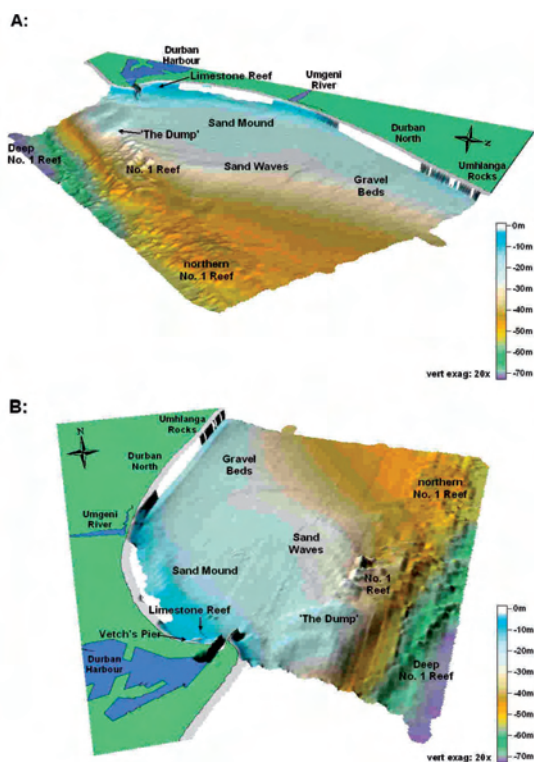 A:
Durban
Harbour
Limestone Reef
Umgeni
River
'The Dump'
Sand Mound
Durban
North
N
Deep
No. 1 Reef
No. 1 Reef
Sand Waves
Gravel
Beds
Umhlanga
Rocks
northern
No. 1 Reef
0m
-10m
-20m
-30m
-40m
-50m
-60m
-70m
vert exag: 20x
B:
N
Umhlanga
Rocks
Durban
North
Gravel
Beds
northern
No. 1 Reef
Umgeni
River
Sand
Waves
Sand Mound
No. 1
Reef
Limestone Reef
'The Dump'
Vetch's Pier
Durban
Harbour
Deep
No. 1 Reef
0m
-10m
-20m
-30m
-40m
-50m
-60m
-70m
vert exag: 20x